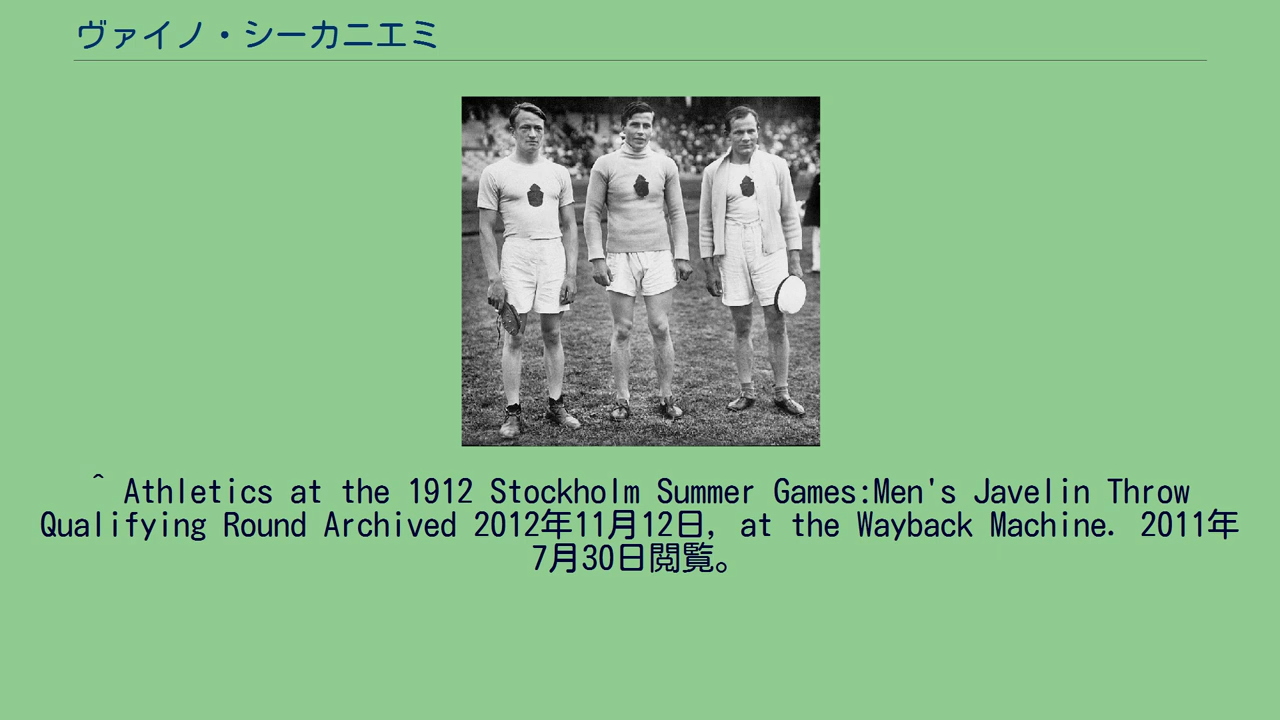 ヴァイノ・シーカニエミ
^ Athletics at the 1912 Stockholm Summer Games:Men's Javelin Throw
Qualifying Round Archived 2012年11月12日, at the Wayback Machine. 2011年
7月30日閲覧。